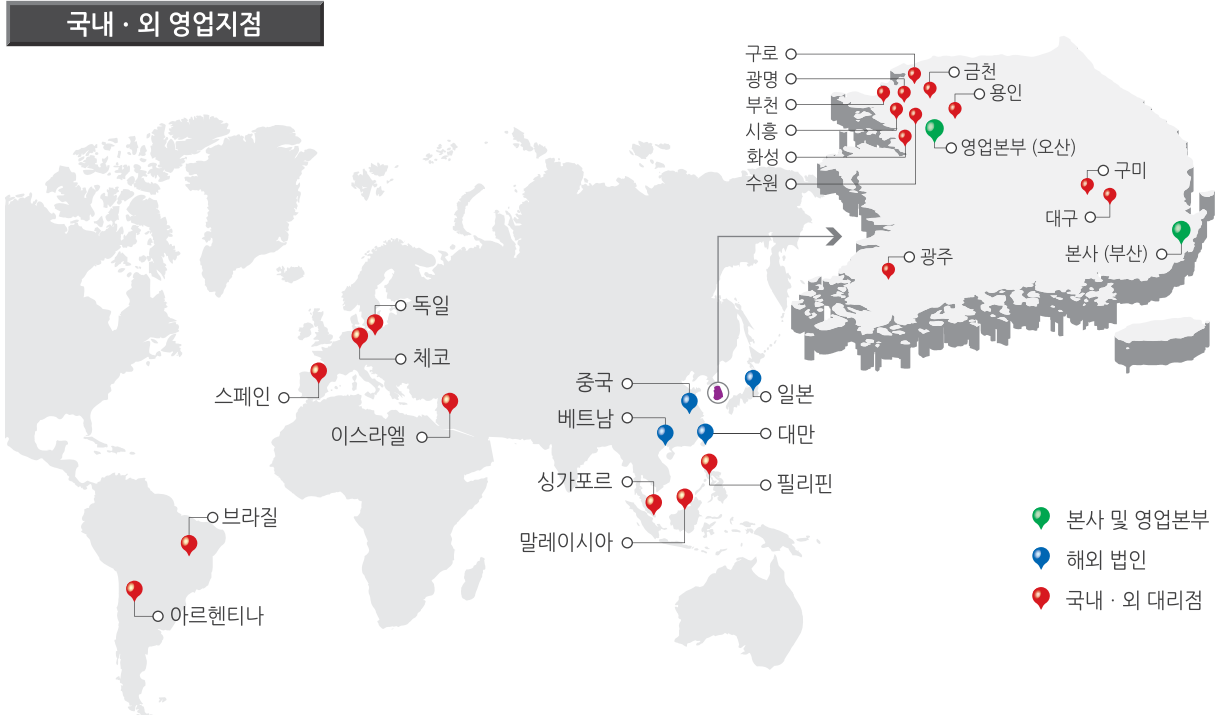 국내 · 외 영업지점
구로
광명
부천
시흥
화성
수원
금천
용인
영업본부 (오산)
구미
대구
본사 (부산)
광주
독일
체코
스페인
이스라엘
중국
베트남
싱가포르
말레이시아
일본
대만
필리핀
브라질
아르헨티나
본사 및 영업본부
해외 법인
국내 · 외 대리점